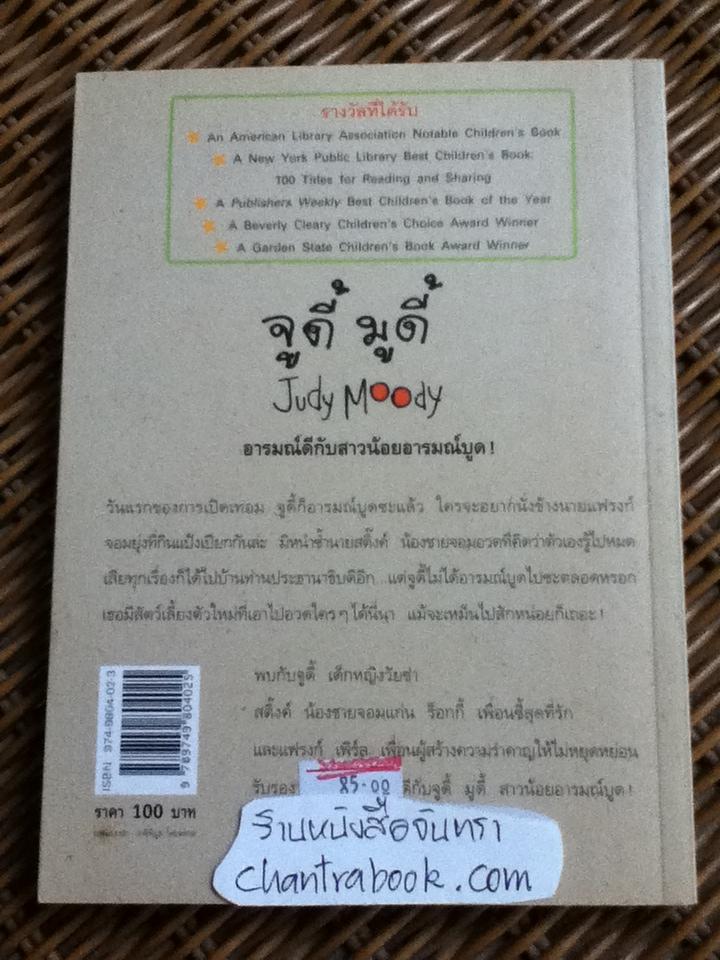 รางวัลที่ได้รับ
An American Library Association Notable Children's Book
A New York Public Library Best Children's Book:
100 Titles for Reading and Sharing
A Publishers Weekly Best Children's Book of the Year
A Beverly Cleary Children's Choice Award Winner
A Garden State Children's Book Award Winner
จูดี้ มูดี้
Judy Moody
อารมณ์ดีกับสาวน้อยอารมณ์บูด!
วันแรกของการเปิดเทอม จูดี้ก็อารมณ์บูดซะแล้ว ใครจะอยากนั่งข้างนายแฟรงก์
จอมยุ่งที่กินแป้งเปียกกันล่ะ มิหนำซ้ำนายสติ๊งค์ น้องชายจอมอวดที่คิดว่าตัวเองรู้ไปหมด
เสียทุกเรื่องก็ได้ไปบ้านท่านประธานาธิบดีอีก แต่จูดี้ไม่ได้อารมณ์บูดไปซะตลอดหรอก
เธอมีสัตว์เลี้ยงตัวใหม่ที่เอาไปอวดใครๆ ได้นี่นา แม้จะเหม็นไปสักหน่อยก็เถอะ!
พบกับจูดี้ เด็กหญิงวัยซ่า
สติ๊งค์ น้องชายจอมแก่น ร็อกกี้ เพื่อนซี้สุดที่รัก
และแฟรงก์ เพิร์ล เพื่อนผู้สร้างความรำคาญให้ไม่หยุดหย่อน
รับรอง 85.00 ดีกับจูดี้ มูดี้ สาวน้อยอารมณ์บูด!
ISBN 974-9804-02-3
9 789749 804025
ราคา 100 บาท
ร้านหนังสือจันทรา
chantrabook.com